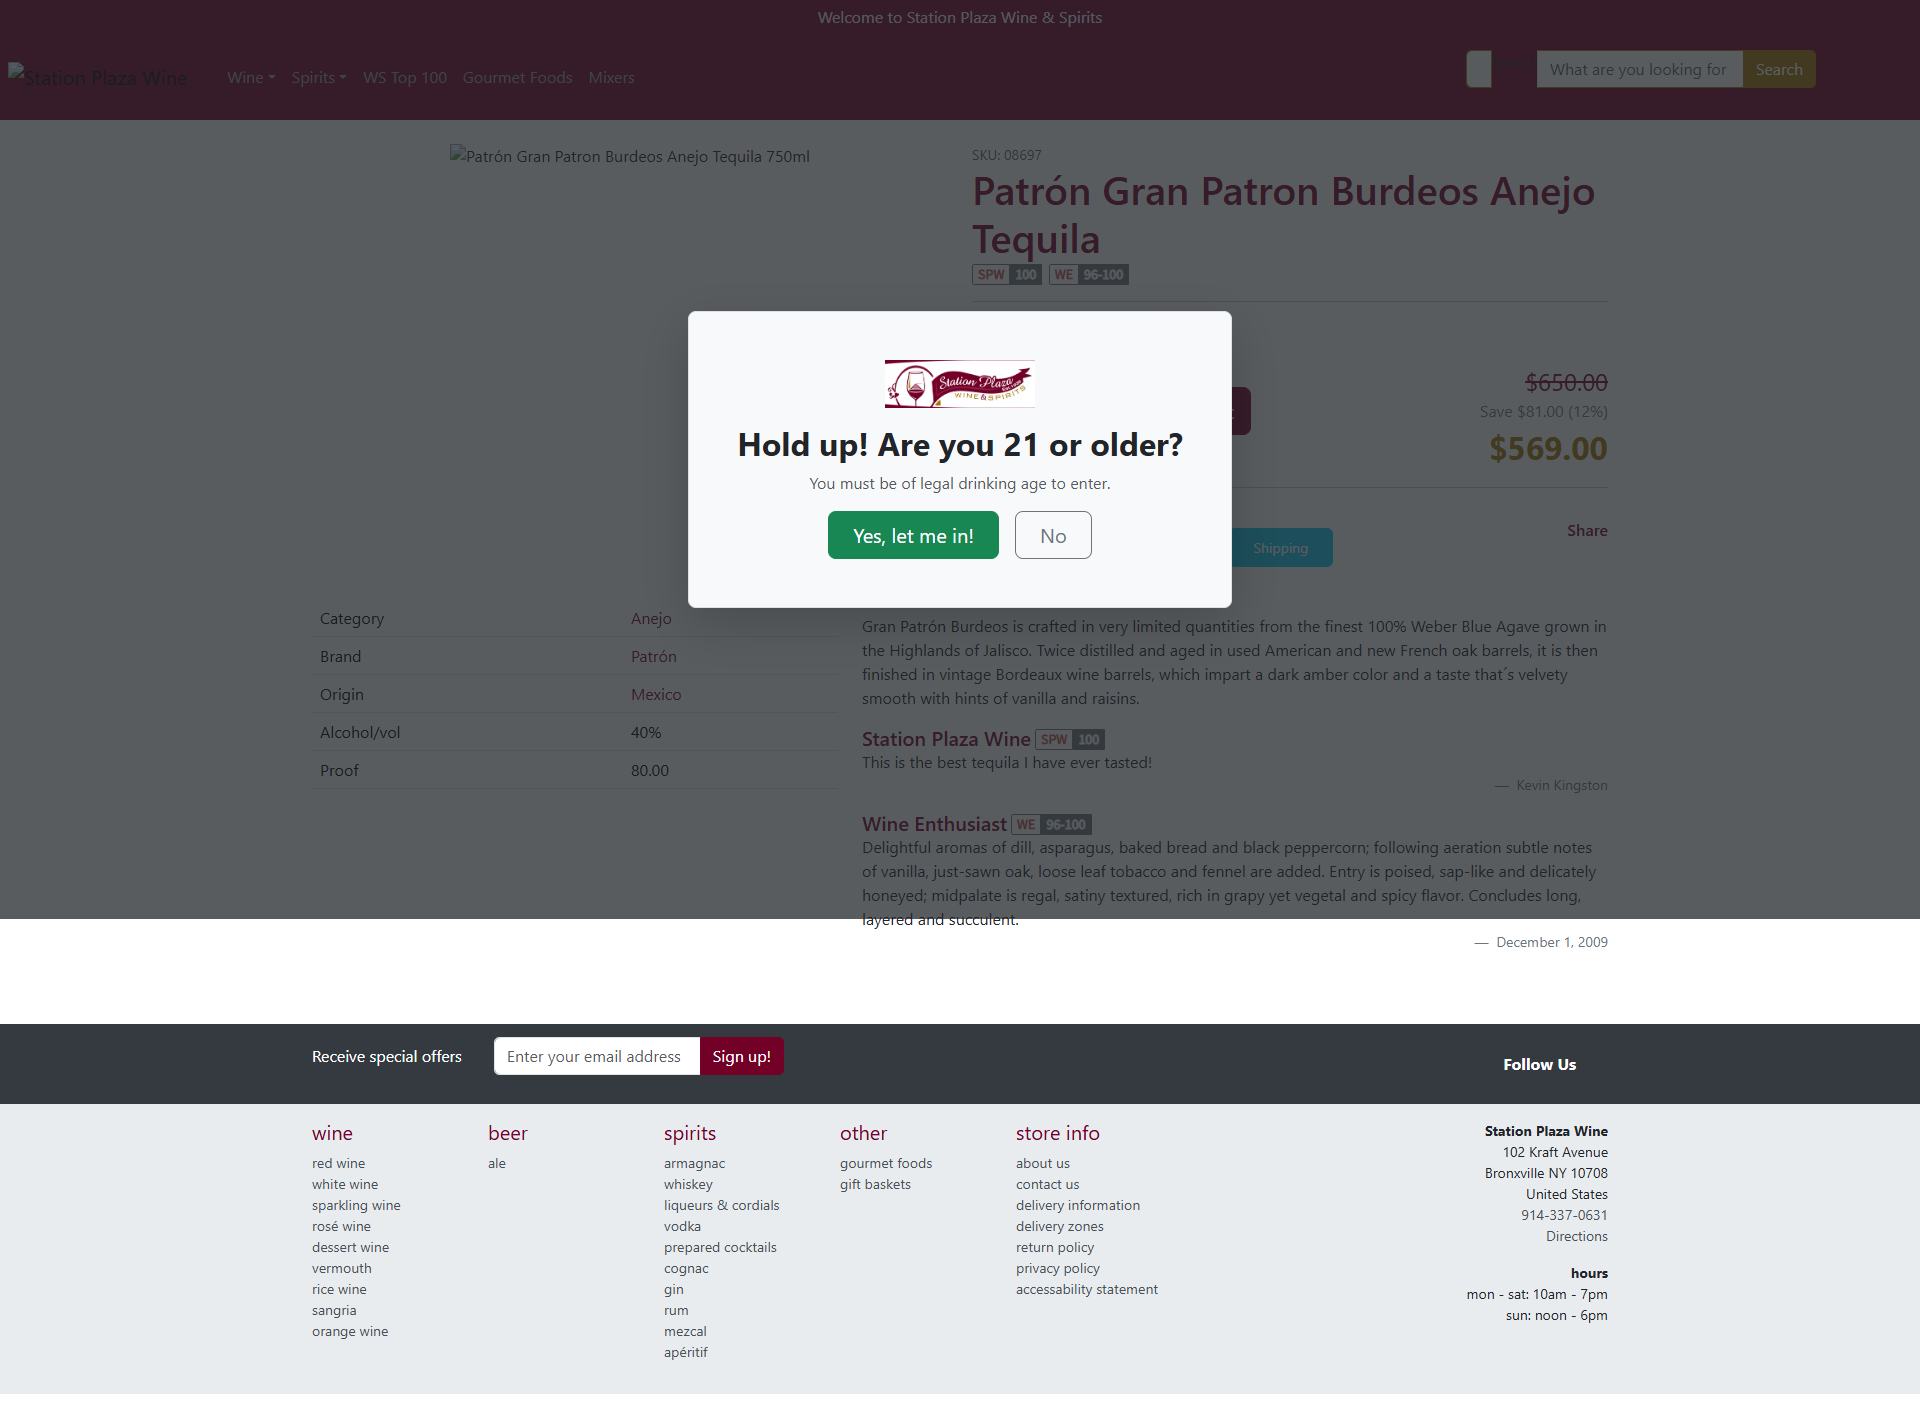 Welcome to Station Plaza Wine & Spirits
Station Plaza Wine
Wine Spirits WS Top 100 Gourmet Foods Mixers
What are you looking for Search
Patrón Gran Patron Burdeos Anejo Tequila 750ml
SKU: 08697
Patrón Gran Patron Burdeos Anejo
Tequila
SPW 100 WE 96-100
Station Plaza
WINE & SPIRITS
Hold up! Are you 21 or older?
You must be of legal drinking age to enter.
Yes, let me in! No
$650.00
Save $81.00 (12%)
$569.00
Share
Shipping
Category Anejo
Brand Patrón
Origin Mexico
Alcohol/vol 40%
Proof 80.00
Gran Patrón Burdeos is crafted in very limited quantities from the finest 100% Weber Blue Agave grown in
the Highlands of Jalisco. Twice distilled and aged in used American and new French oak barrels, it is then
finished in vintage Bordeaux wine barrels, which impart a dark amber color and a taste that´s velvety
smooth with hints of vanilla and raisins.
Station Plaza Wine SPW 100
This is the best tequila I have ever tasted!
— Kevin Kingston
Wine Enthusiast WE 96-100
Delightful aromas of dill, asparagus, baked bread and black peppercorn; following aeration subtle notes
of vanilla, just-sawn oak, loose leaf tobacco and fennel are added. Entry is poised, sap-like and delicately
honeyed; midpalate is regal, satiny textured, rich in grapy yet vegetal and spicy flavor. Concludes long,
layered and succulent.
— December 1, 2009
Receive special offers Enter your email address Sign up!
Follow Us
wine
red wine
white wine
sparkling wine
rosé wine
dessert wine
vermouth
rice wine
sangria
orange wine
beer
ale
spirits
armagnac
whiskey
liqueurs & cordials
vodka
prepared cocktails
cognac
gin
rum
mezcal
apéritif
other
gourmet foods
gift baskets
store info
about us
contact us
delivery information
delivery zones
return policy
privacy policy
accessability statement
Station Plaza Wine
102 Kraft Avenue
Bronxville NY 10708
United States
914-337-0631
Directions
hours
mon - sat: 10am - 7pm
sun: noon - 6pm